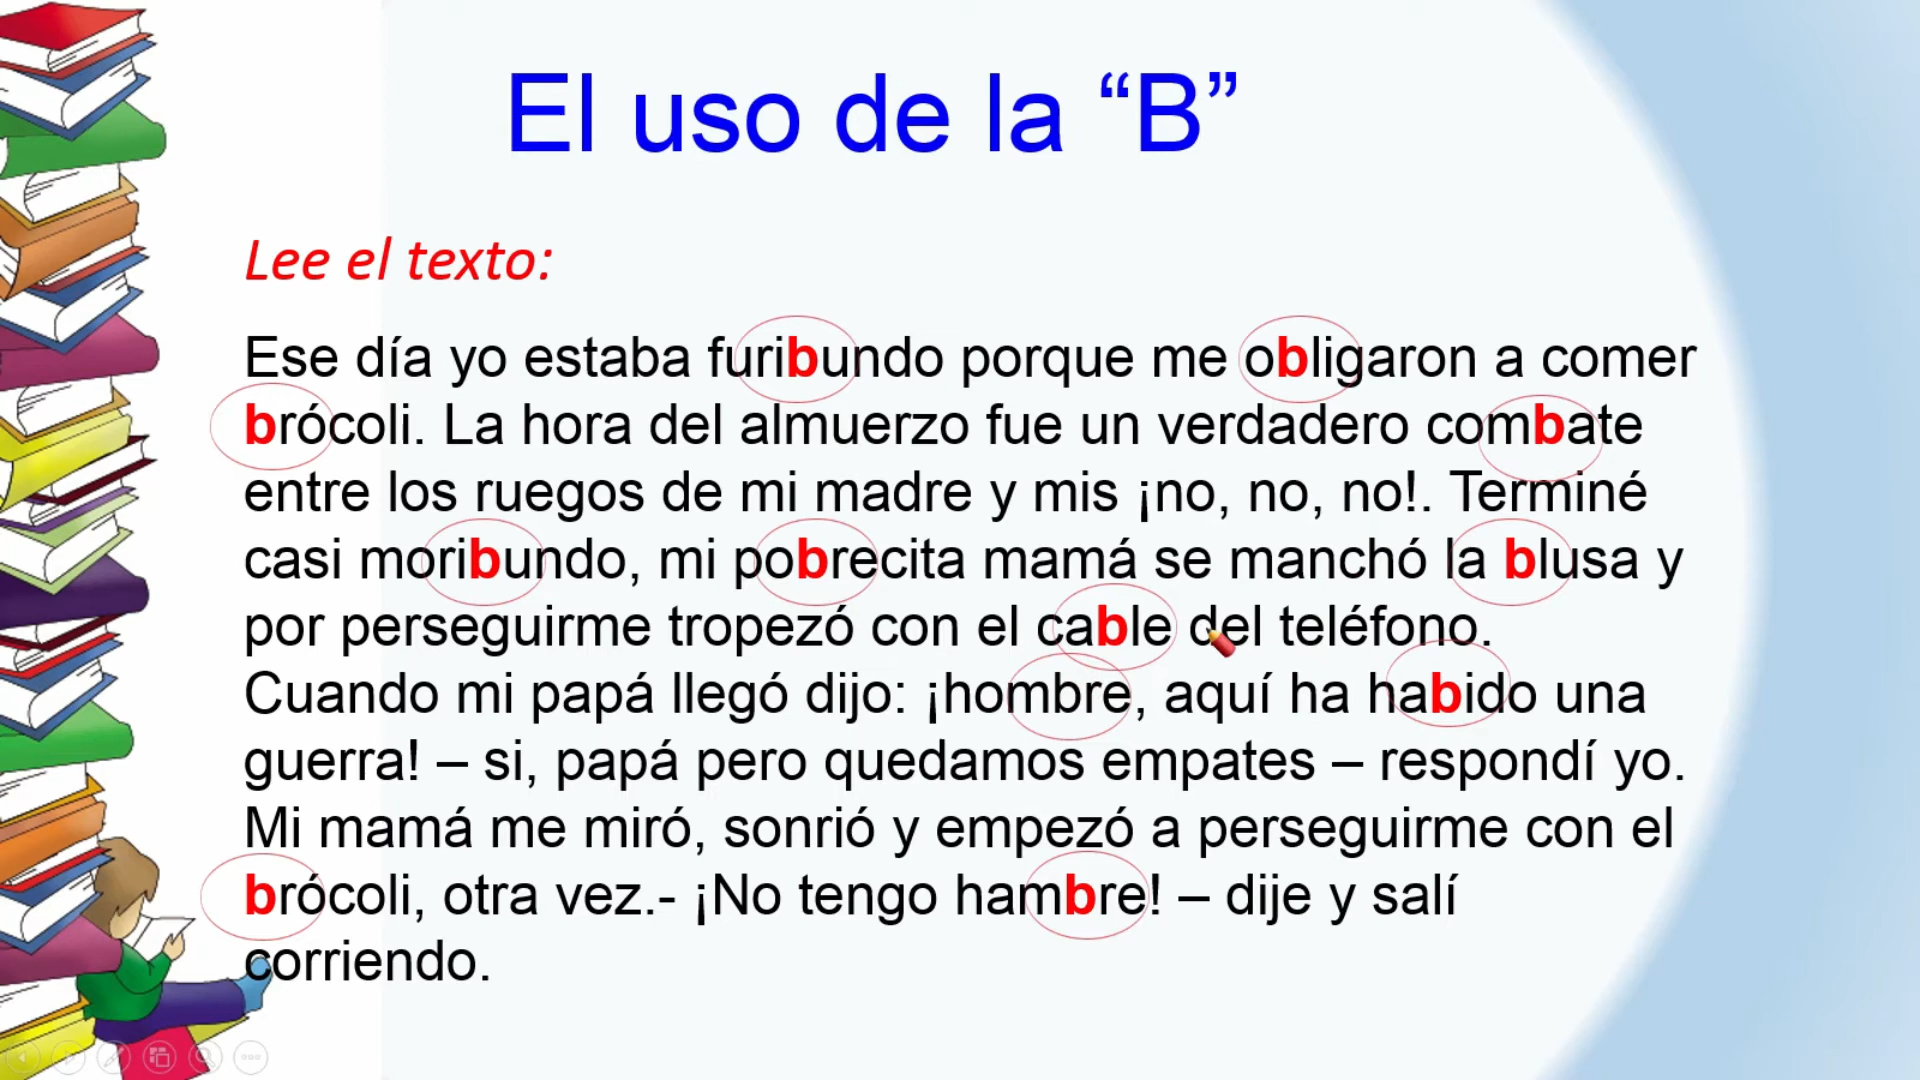 El uso de la “B”
Lee el texto:
Ese día yo estaba furibundo porque me obligaron a comer
brócoli. La hora del almuerzo fue un verdadero combate
entre los ruegos de mi madre y mis ¡no, no, no!. Terminé
casi moribundo, mi pobrecita mamá se manchó la blusa y
por perseguirme tropezó con el cable del teléfono.
Cuando mi papá llegó dijo: ¡hombre, aquí ha habido una
guerra! – si, papá pero quedamos empates – respondí yo.
Mi mamá me miró, sonrió y empezó a perseguirme con el
brócoli, otra vez.- ¡No tengo hambre! – dije y salí
corriendo.